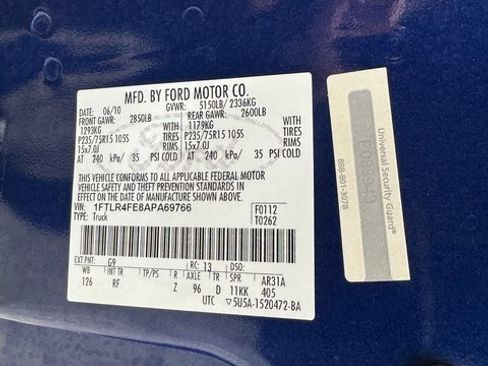 MFD. BY FORD MOTOR CO.
DATE: 06/10 GVWR: 5150LB/ 2336KG
FRONT GAWR: 2850LB REAR GAWR: 2600LB
1293KG WITH 1179KG WITH
P235/75R15 105S TIRES P235/75R15 105S TIRES
15x7.0J RIMS 15x7.0J RIMS
AT 240 kPa/ 35 PSI COLD AT 240 kPa/ 35 PSI COLD
THIS VEHICLE CONFORMS TO ALL APPLICABLE FEDERAL MOTOR
VEHICLE SAFETY AND THEFT PREVENTION STANDARDS IN EFFECT
ON THE DATE OF MANUFACTURE SHOWN ABOVE.
VIN: 1FTLR4FE8APA69766 F0112
TYPE: Truck T0262
EXT PNT: G9 RC: 13 DSO:
WB INT TR TP/PS R AXLE TR SPR AR31A
126 RF Z 96 D 11KK 405
UTC ▽5U5A-1520472-BA
Universal Security Guard®
888-801-3078